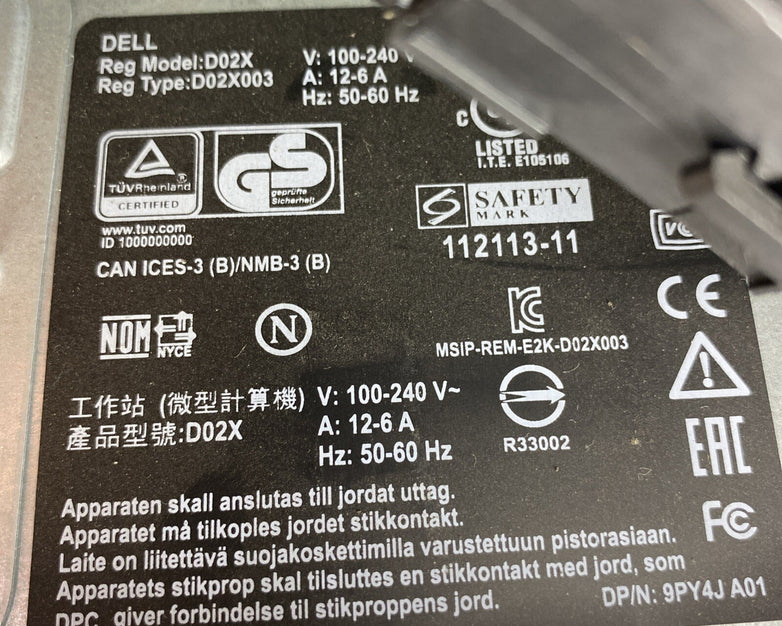 DELL
Reg Model:D02X
Reg Type:D02X003
V: 100-240 V
A: 12-6 A
Hz: 50-60 Hz
TÜVRheinland
CERTIFIED
GS
geprüfte
Sicherheit
www.tuv.com
ID 1000000000
C
LISTED
I.T.E. E105106
SAFETY
MARK
112113-11
CAN ICES-3 (B)/NMB-3 (B)
NOM
NYCE
N
MSIP-REM-E2K-D02X003
CE
工作站 (微型計算機)
產品型號:D02X
V: 100-240 V~
A: 12-6 A
Hz: 50-60 Hz
R33002
EAC
FC
Apparaten skall anslutas till jordat uttag.
Apparatet må tilkoples jordet stikkontakt.
Laite on liitettävä suojakoskettimilla varustettuun pistorasiaan.
Apparatets stikprop skal tilsluttes en stikkontakt med jord, som
DPC, giver forbindelse til stikproppens jord.
DP/N: 9PY4J A01